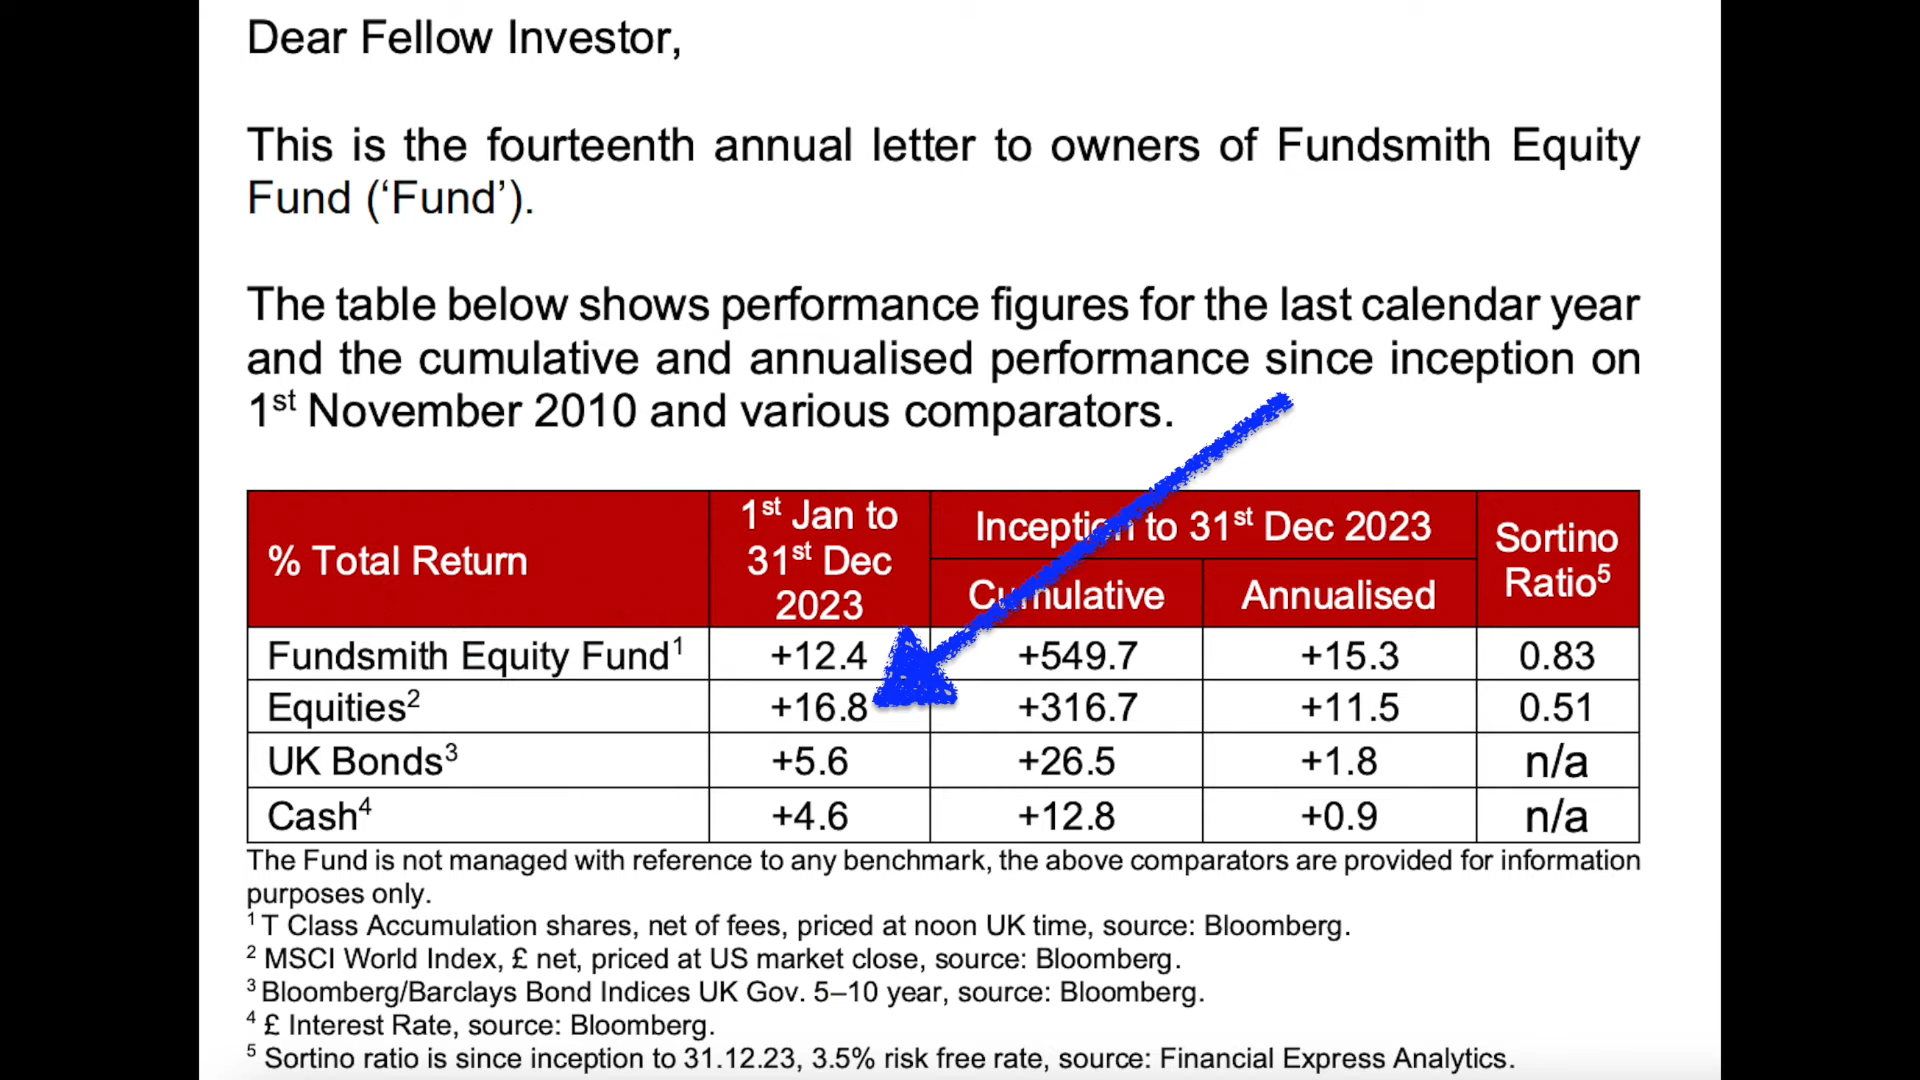 Dear Fellow Investor,
This is the fourteenth annual letter to owners of Fundsmith Equity
Fund (‘Fund’).
The table below shows performance figures for the last calendar year
and the cumulative and annualised performance since inception on
1st November 2010 and various comparators.
% Total Return
1st Jan to
31st Dec
2023
Inception to 31st Dec 2023
Cumulative
Annualised
Sortino
Ratio5
Fundsmith Equity Fund1 +12.4 +549.7 +15.3 0.83
Equities2 +16.8 +316.7 +11.5 0.51
UK Bonds3 +5.6 +26.5 +1.8 n/a
Cash4 +4.6 +12.8 +0.9 n/a
The Fund is not managed with reference to any benchmark, the above comparators are provided for information
purposes only.
1 T Class Accumulation shares, net of fees, priced at noon UK time, source: Bloomberg.
2 MSCI World Index, £ net, priced at US market close, source: Bloomberg.
3 Bloomberg/Barclays Bond Indices UK Gov. 5–10 year, source: Bloomberg.
4 £ Interest Rate, source: Bloomberg.
5 Sortino ratio is since inception to 31.12.23, 3.5% risk free rate, source: Financial Express Analytics.